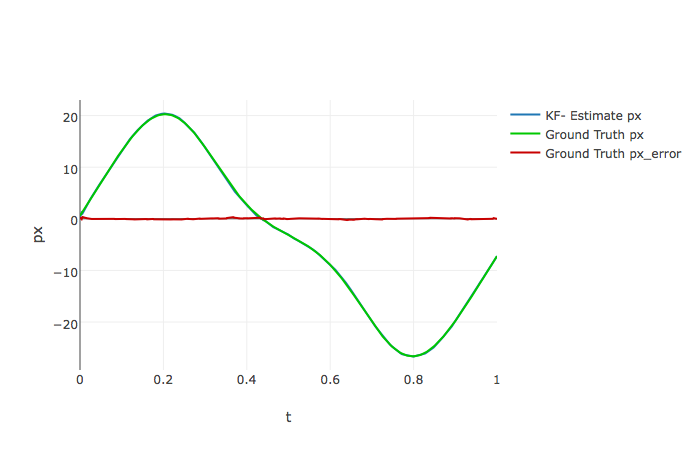 KF- Estimate px
Ground Truth px
Ground Truth px_error
20
10
0
−10
−20
px
0
0.2
0.4
0.6
0.8
1
t